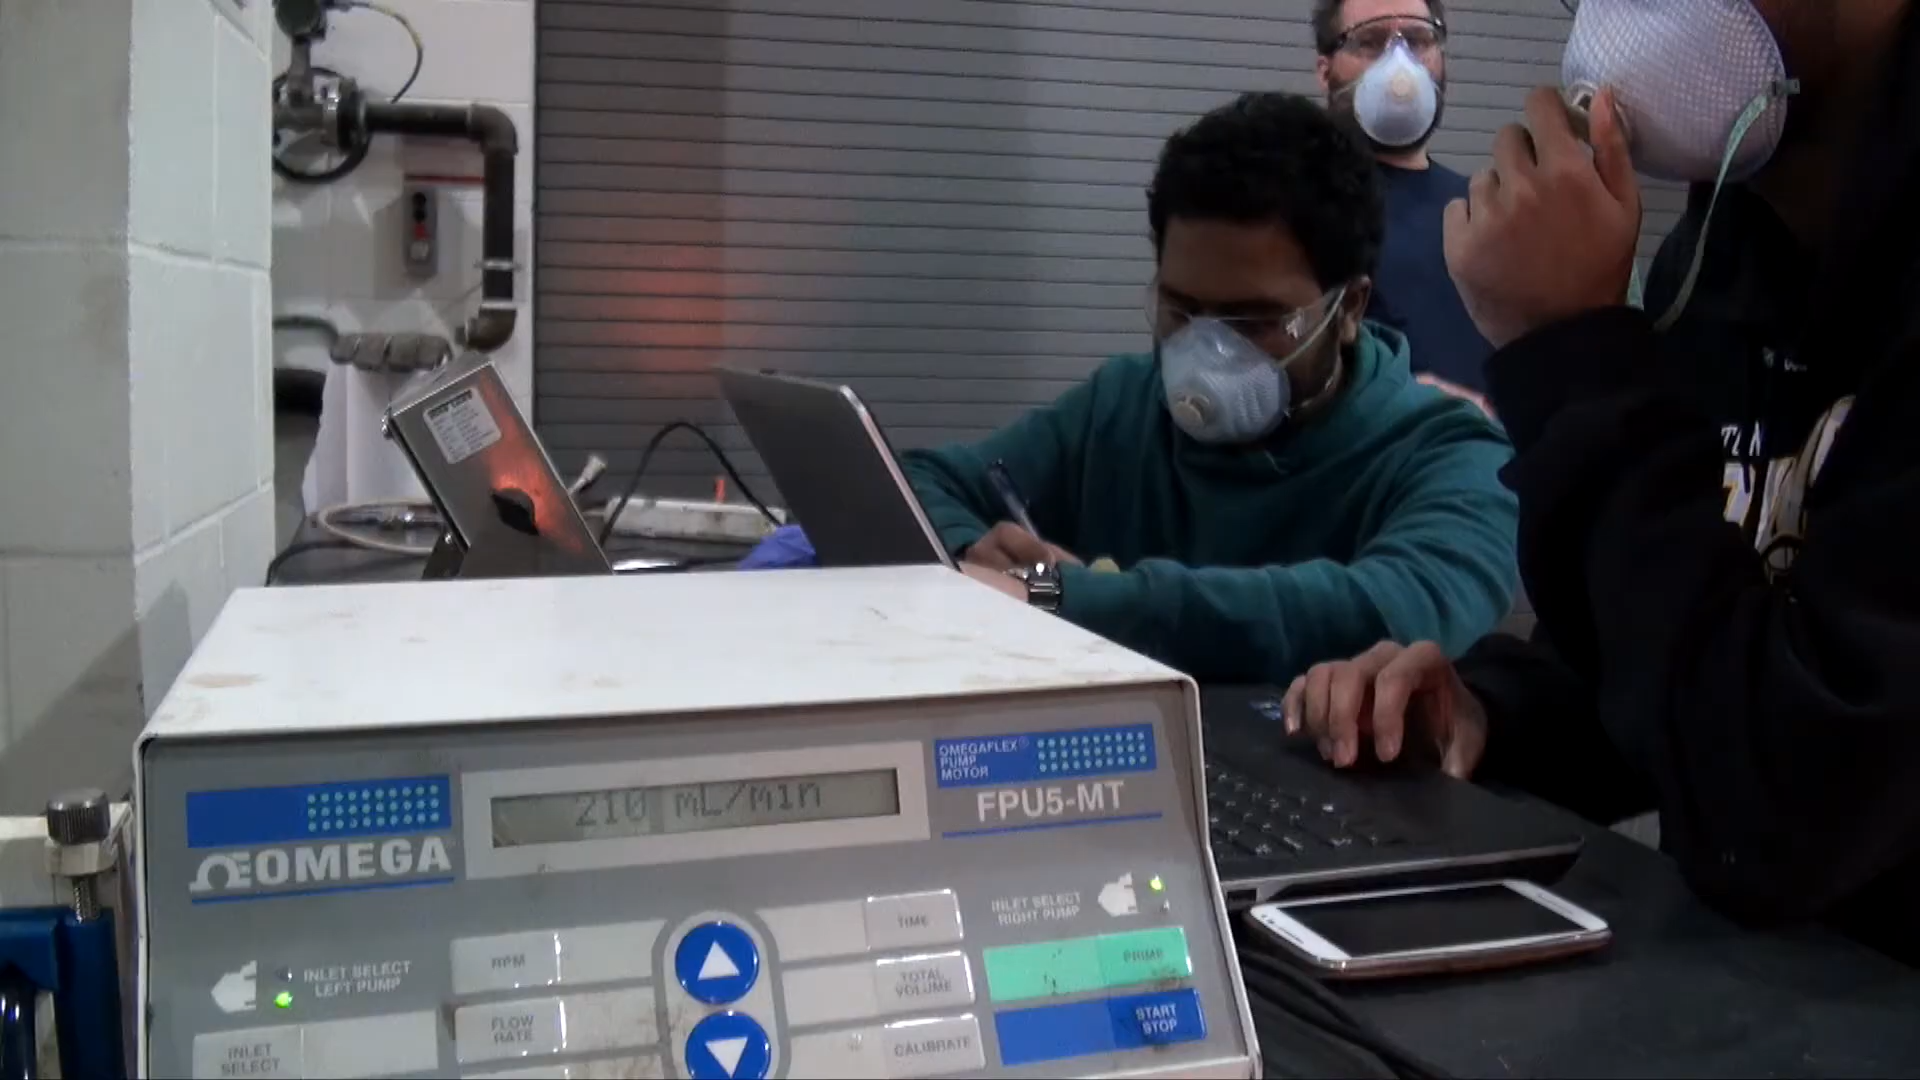 210 mL/min
OMEGAFLEX®
PUMP
MOTOR
FPU5-MT
OMEGA
INLET SELECT
RIGHT PUMP
INLET SELECT
LEFT PUMP
RPM
TIME
PRIME
FLOW
RATE
TOTAL
VOLUME
START
STOP
INLET
SELECT
CALIBRATE